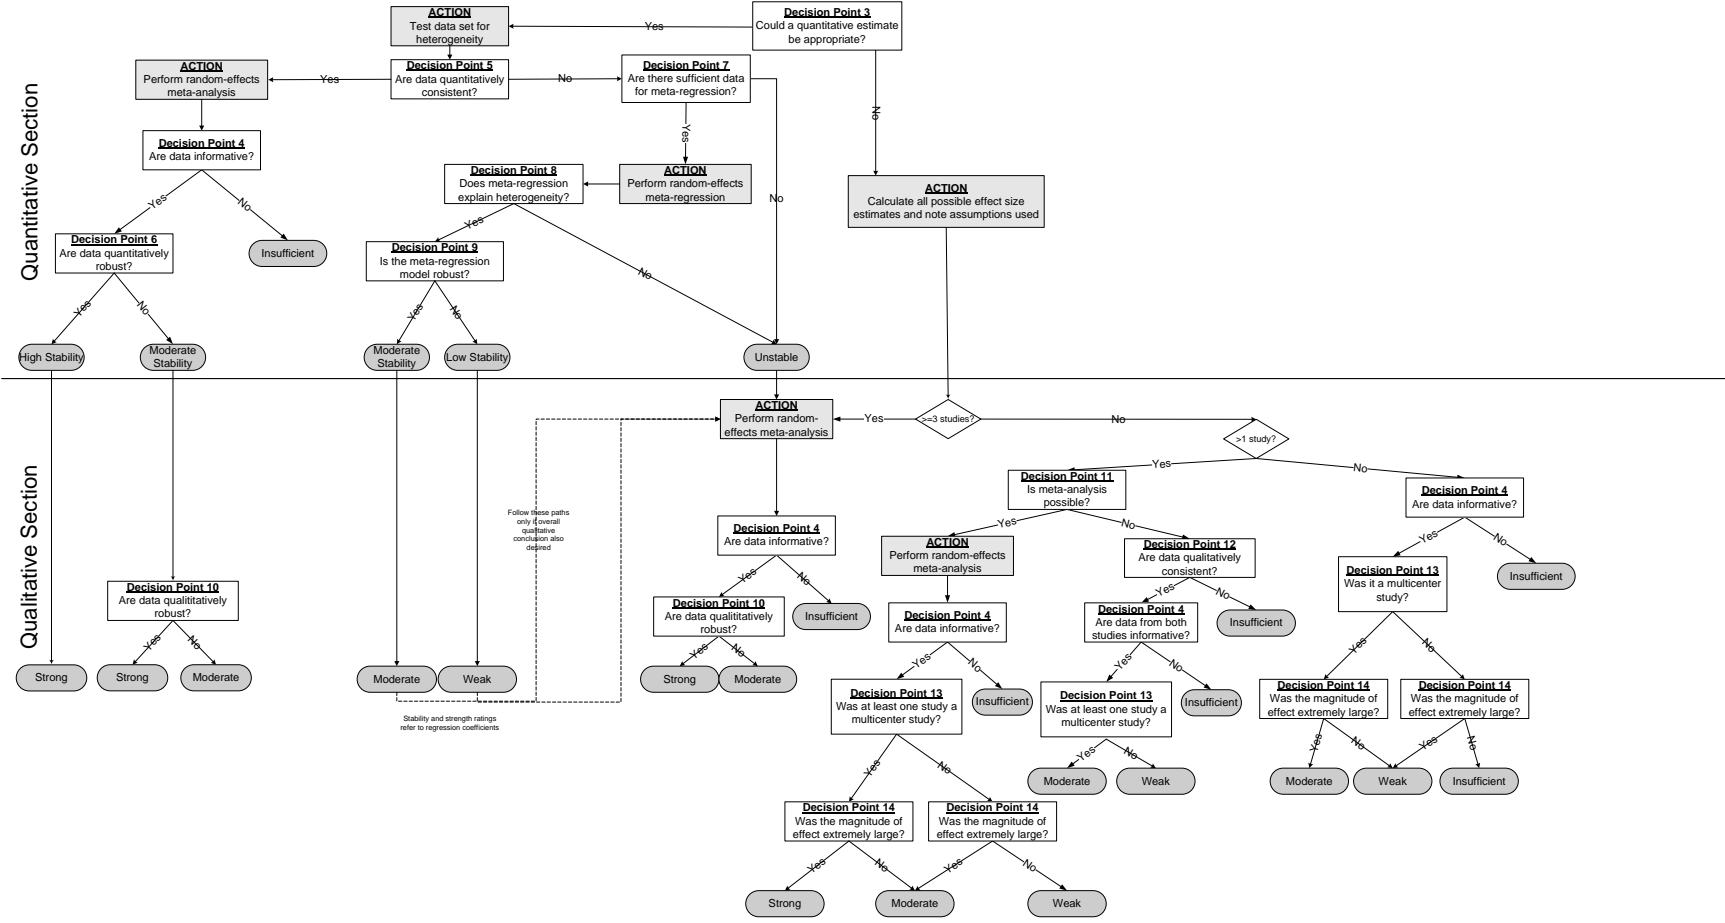 ACTION
Test data set for
heterogeneity
Yes
Decision Point 3
Could a quantitative estimate
be appropriate?
ACTION
Perform random-effects
meta-analysis
Yes
Decision Point 5
Are data quantitatively
consistent?
No
Decision Point 7
Are there sufficient data
for meta-regression?
No
Yes
Quantitative Section
Decision Point 4
Are data informative?
Decision Point 8
Does meta-regression
explain heterogeneity?
ACTION
Perform random-effects
meta-regression
No
ACTION
Calculate all possible effect size
estimates and note assumptions used
Yes
No
Yes
Decision Point 6
Are data quantitatively
robust?
Insufficient
Decision Point 9
Is the meta-regression
model robust?
No
Yes
No
Yes
No
High Stability
Moderate
Stability
Moderate
Stability
Low Stability
Unstable
ACTION
Perform random-
effects meta-analysis
Yes
>=3 studies?
No
>1 study?
Yes
No
Qualitative Section
Follow these paths
only if overall
qualitative
conclusion also
desired
Decision Point 11
Is meta-analysis
possible?
Decision Point 4
Are data informative?
Decision Point 4
Are data informative?
Yes
No
Yes
No
ACTION
Perform random-effects
meta-analysis
Decision Point 12
Are data qualitatively
consistent?
Decision Point 13
Was it a multicenter
study?
Insufficient
Yes
No
Yes
No
Decision Point 10
Are data qualititatively
robust?
Decision Point 10
Are data qualititatively
robust?
Insufficient
Decision Point 4
Are data informative?
Decision Point 4
Are data from both
studies informative?
Insufficient
Yes
No
Yes
No
Yes
No
Yes
No
Yes
No
Strong
Strong
Moderate
Moderate
Weak
Strong
Moderate
Decision Point 13
Was at least one study a
multicenter study?
Insufficient
Decision Point 13
Was at least one study a
multicenter study?
Insufficient
Decision Point 14
Was the magnitude of
effect extremely large?
Decision Point 14
Was the magnitude of
effect extremely large?
Stability and strength ratings
refer to regression coefficients
Yes
No
Yes
No
Yes
No
Yes
No
Moderate
Weak
Moderate
Weak
Insufficient
Decision Point 14
Was the magnitude of
effect extremely large?
Decision Point 14
Was the magnitude of
effect extremely large?
Yes
No
Yes
No
Strong
Moderate
Weak